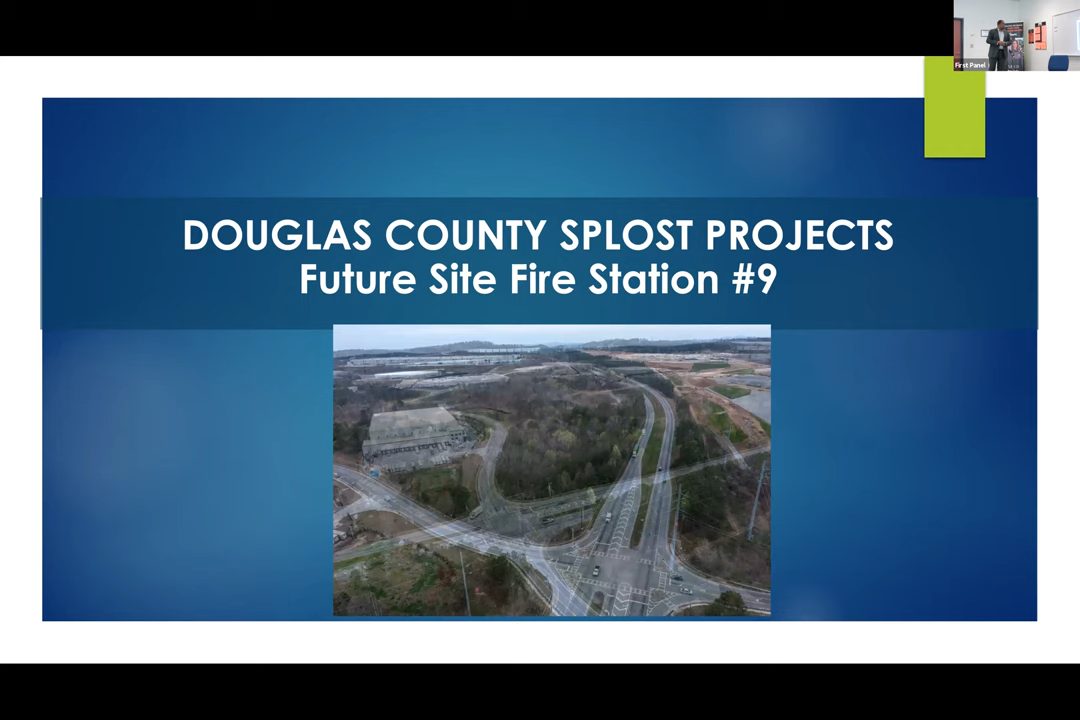 First Panel
DOUGLAS COUNTY SPLOST PROJECTS
Future Site Fire Station #9